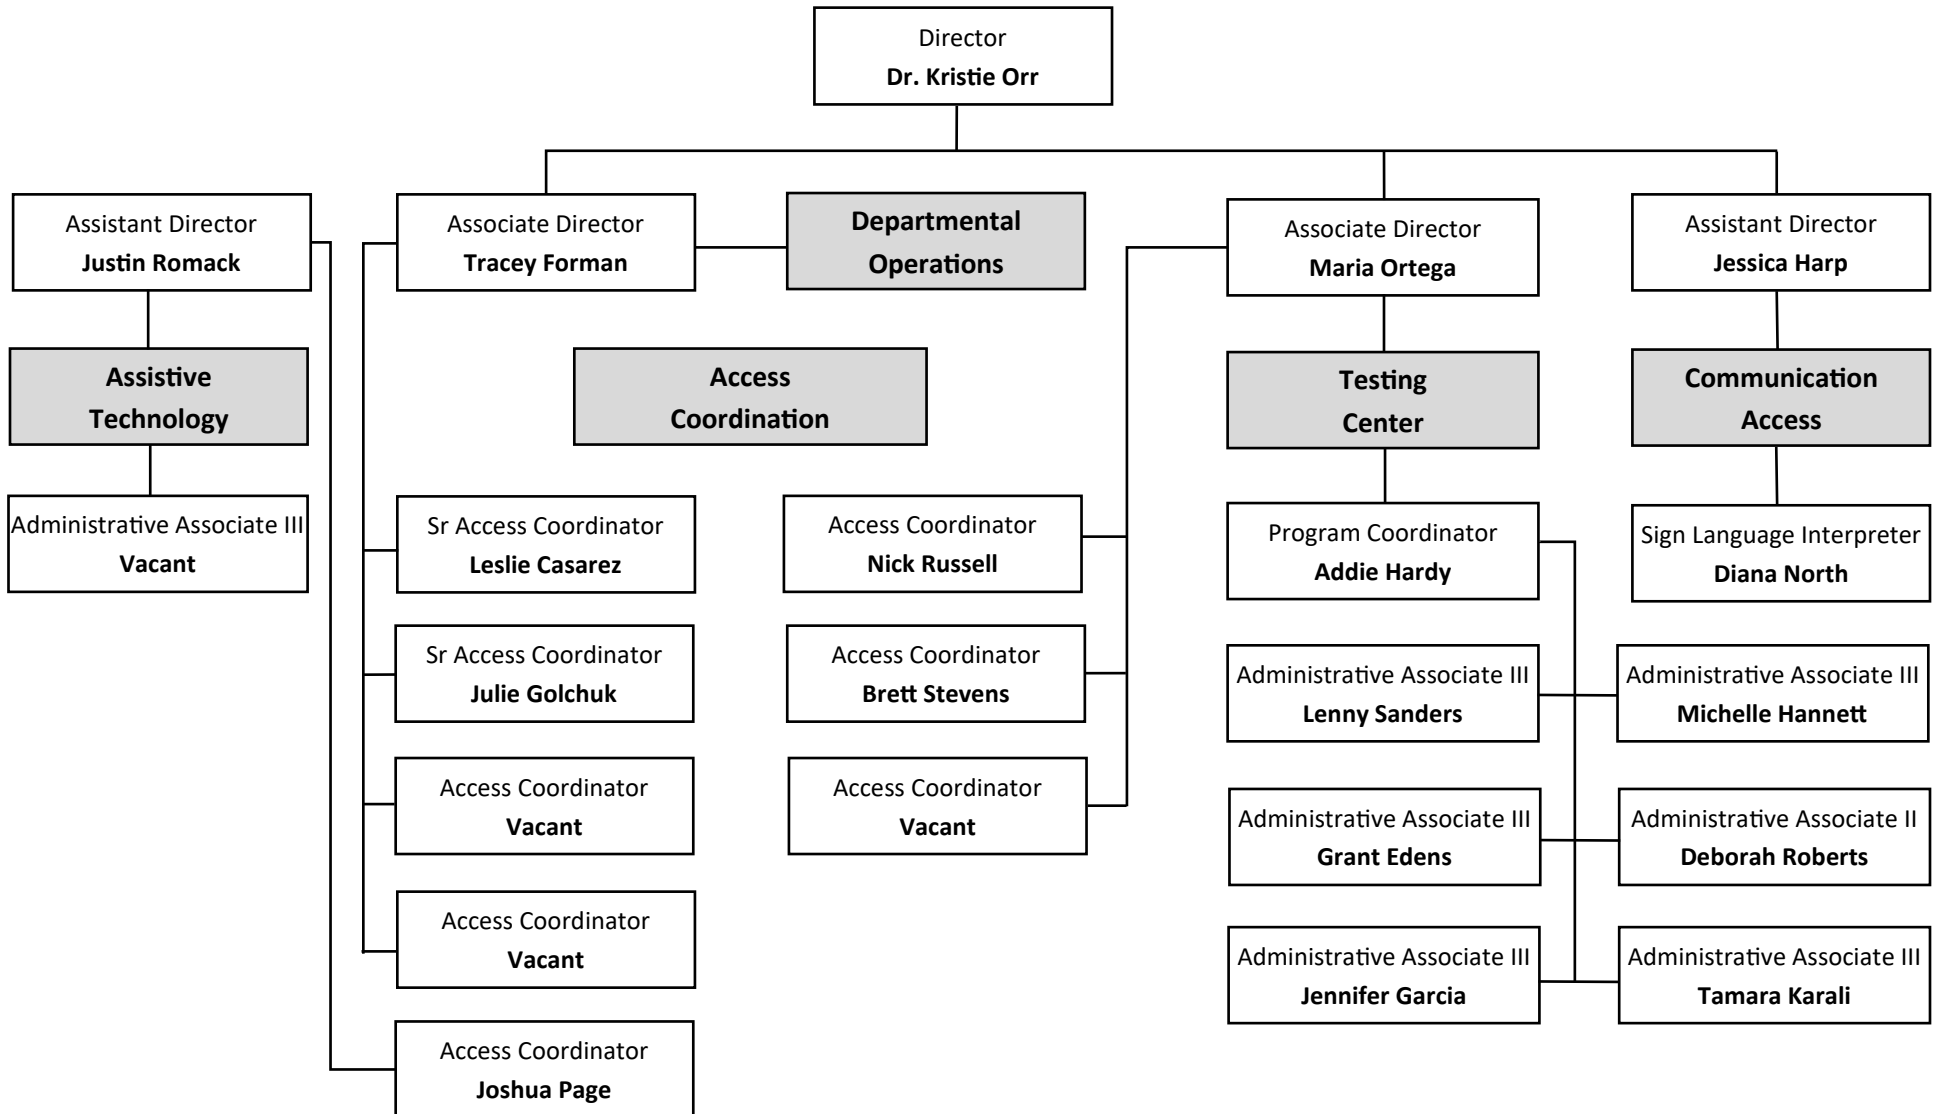 Director
Dr. Kristie Orr
Assistant Director
Justin Romack
Associate Director
Tracey Forman
Departmental
Operations
Associate Director
Maria Ortega
Assistant Director
Jessica Harp
Assistive
Technology
Access
Coordination
Testing
Center
Communication
Access
Administrative Associate III
Vacant
Sr Access Coordinator
Leslie Casarez
Access Coordinator
Nick Russell
Program Coordinator
Addie Hardy
Sign Language Interpreter
Diana North
Sr Access Coordinator
Julie Golchuk
Access Coordinator
Brett Stevens
Administrative Associate III
Lenny Sanders
Administrative Associate III
Michelle Hannett
Access Coordinator
Vacant
Access Coordinator
Vacant
Administrative Associate III
Grant Edens
Administrative Associate II
Deborah Roberts
Access Coordinator
Vacant
Administrative Associate III
Jennifer Garcia
Administrative Associate III
Tamara Karali
Access Coordinator
Joshua Page